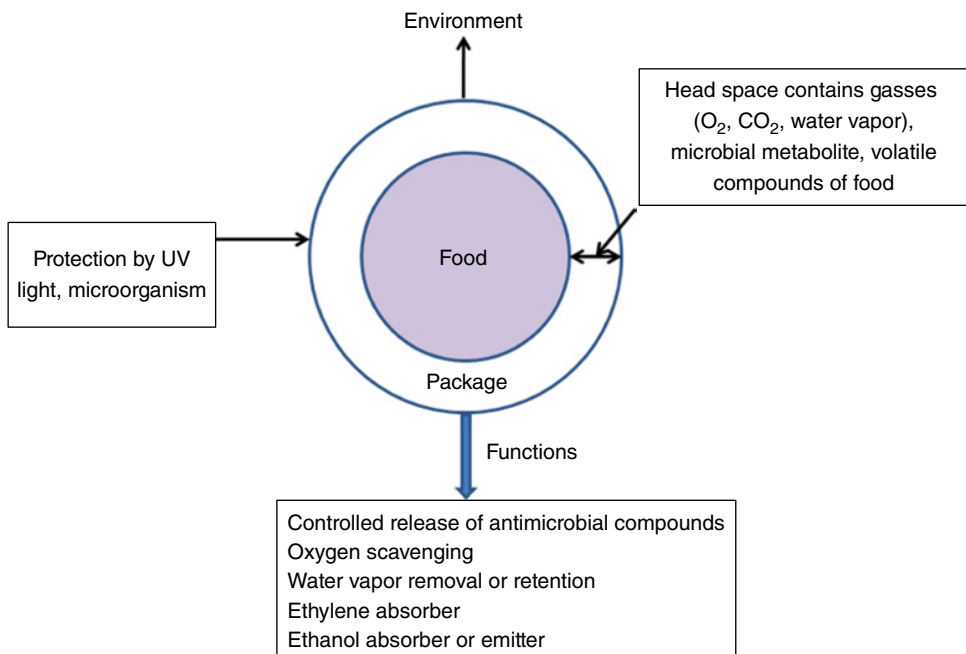 Environment
Head space contains gasses
(O₂, CO₂, water vapor),
microbial metabolite, volatile
compounds of food
Protection by UV
light, microorganism
Food
Package
Functions
Controlled release of antimicrobial compounds
Oxygen scavenging
Water vapor removal or retention
Ethylene absorber
Ethanol absorber or emitter